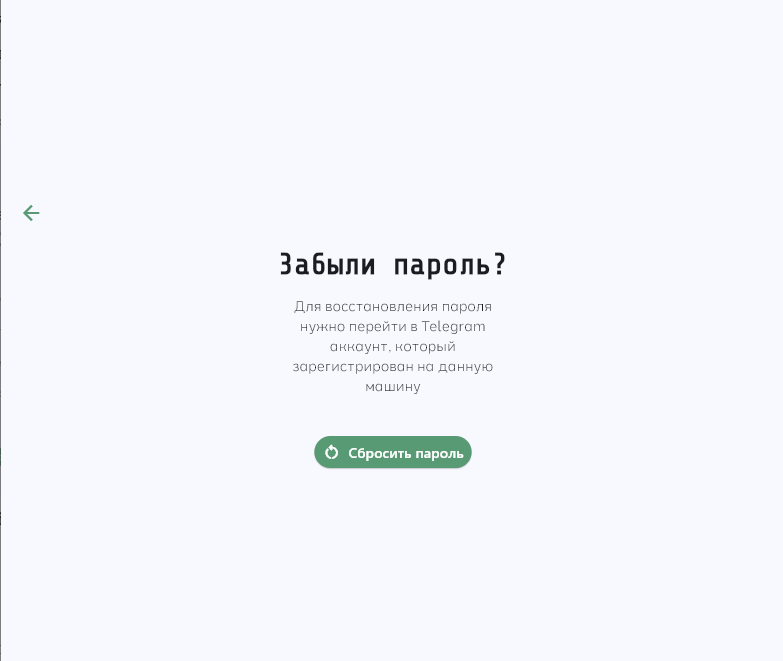 Забыли пароль?
Для восстановления пароля
нужно перейти в Telegram
аккаунт, который
зарегистрирован на данную
машину
Сбросить пароль